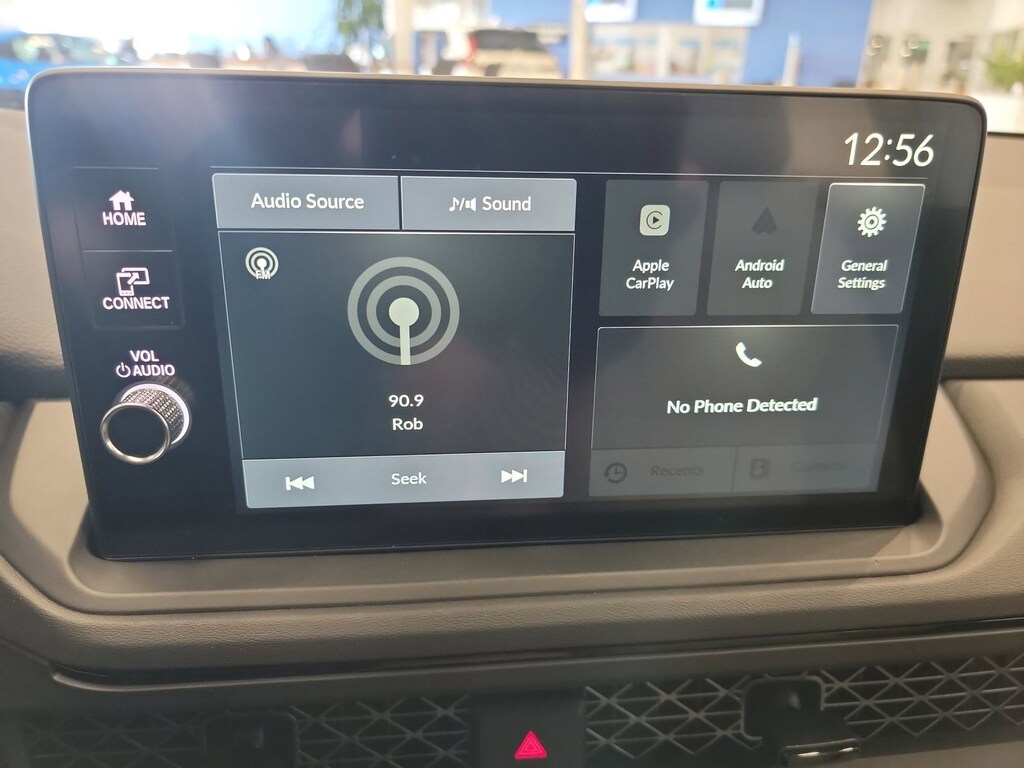 12:56
HOME
CONNECT
VOL
AUDIO
Audio Source
Sound
FM
90.9
Rob
Seek
Apple
CarPlay
Android
Auto
General
Settings
No Phone Detected
Recents
Contacts